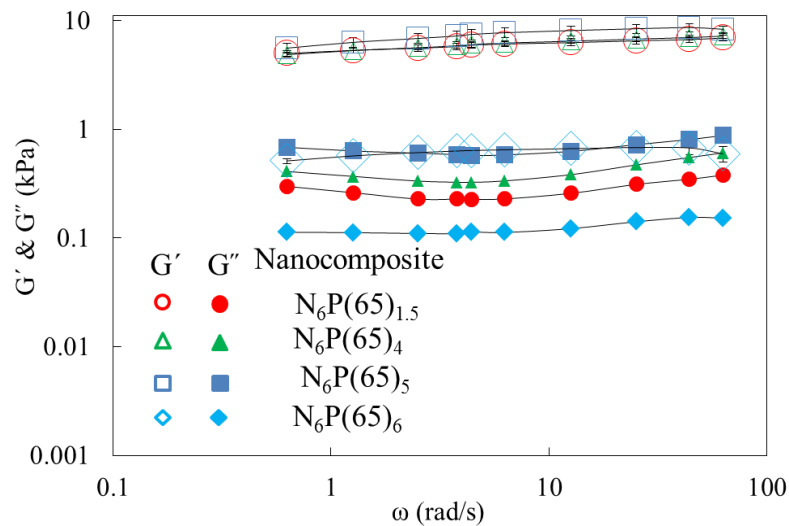 10
1
0.1
0.01
0.001
G´ & G˝ (kPa)
G´ G˝ Nanocomposite
N₆P(65)₁.₅
N₆P(65)₄
N₆P(65)₅
N₆P(65)₆
0.1 1 10 100
ω (rad/s)